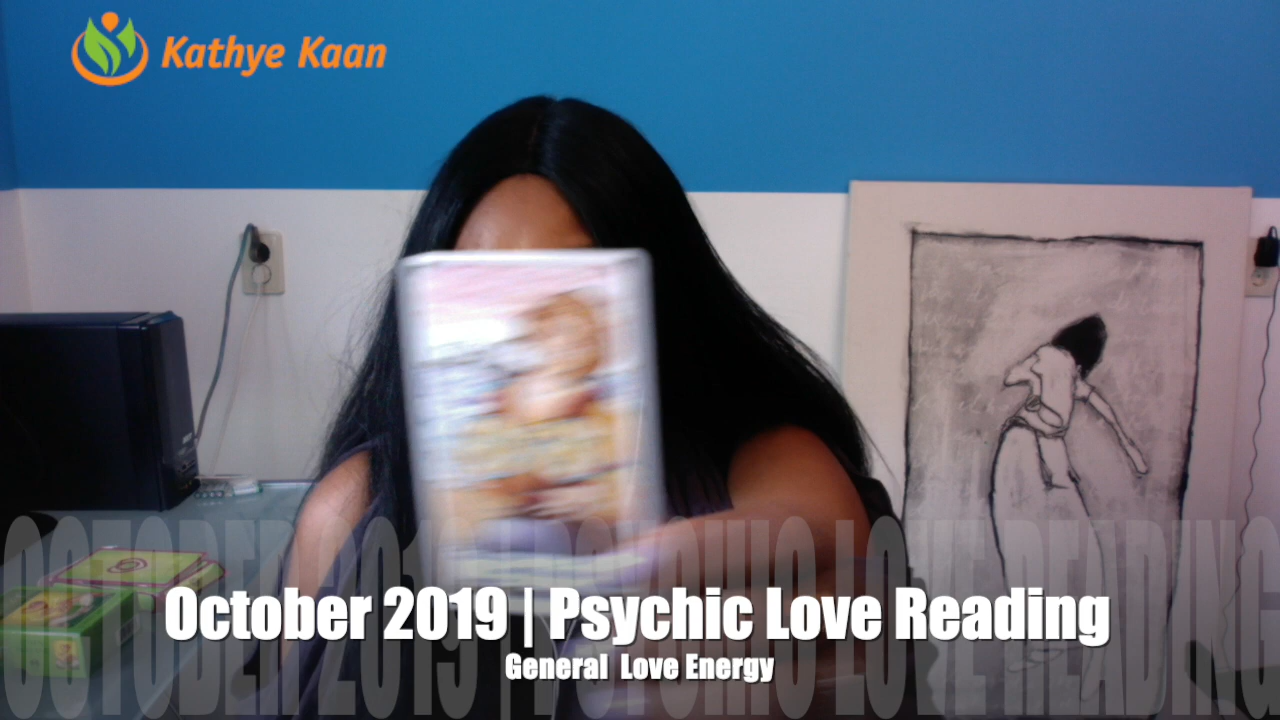 Kathye Kaan
OCTOBER 2019 | PSYCHIC LOVE READING
October 2019 | Psychic Love Reading
General Love Energy